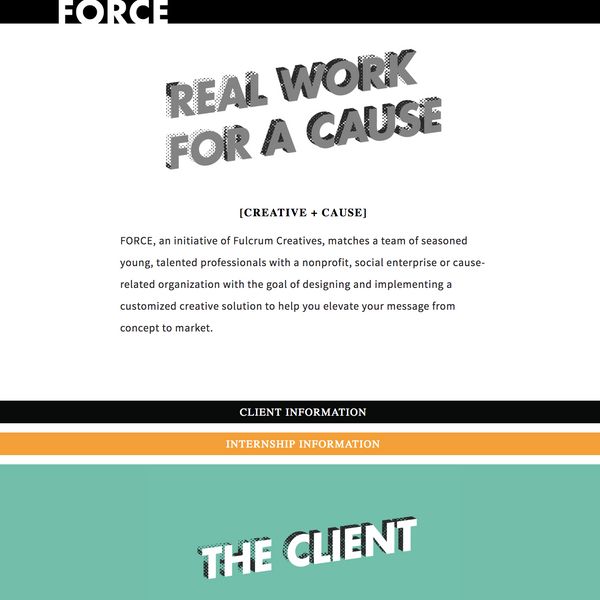 FORCE
REAL WORK
FOR A CAUSE
[CREATIVE + CAUSE]
FORCE, an initiative of Fulcrum Creatives, matches a team of seasoned
young, talented professionals with a nonprofit, social enterprise or cause-
related organization with the goal of designing and implementing a
customized creative solution to help you elevate your message from
concept to market.
CLIENT INFORMATION
INTERNSHIP INFORMATION
THE CLIENT